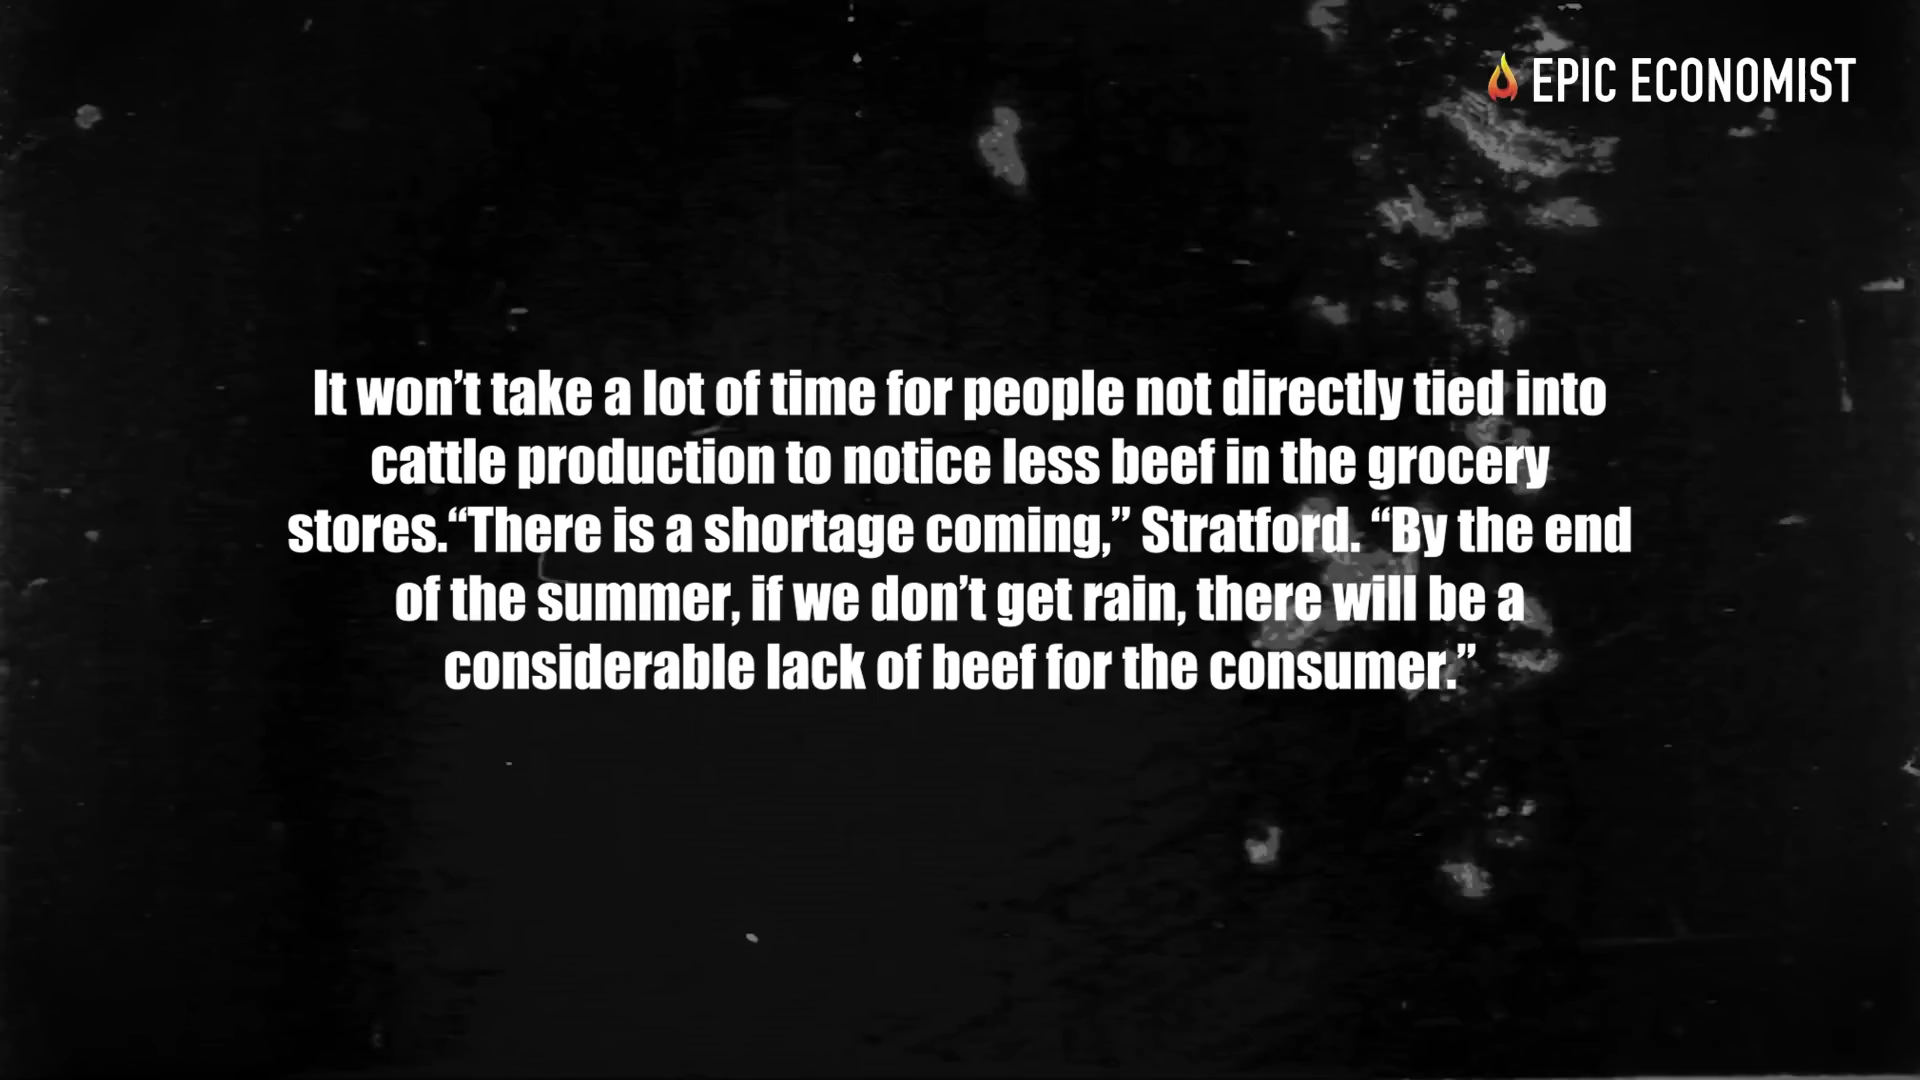 EPIC ECONOMIST
It won’t take a lot of time for people not directly tied into
cattle production to notice less beef in the grocery
stores.“There is a shortage coming,” Stratford. “By the end
of the summer, if we don’t get rain, there will be a
considerable lack of beef for the consumer.”